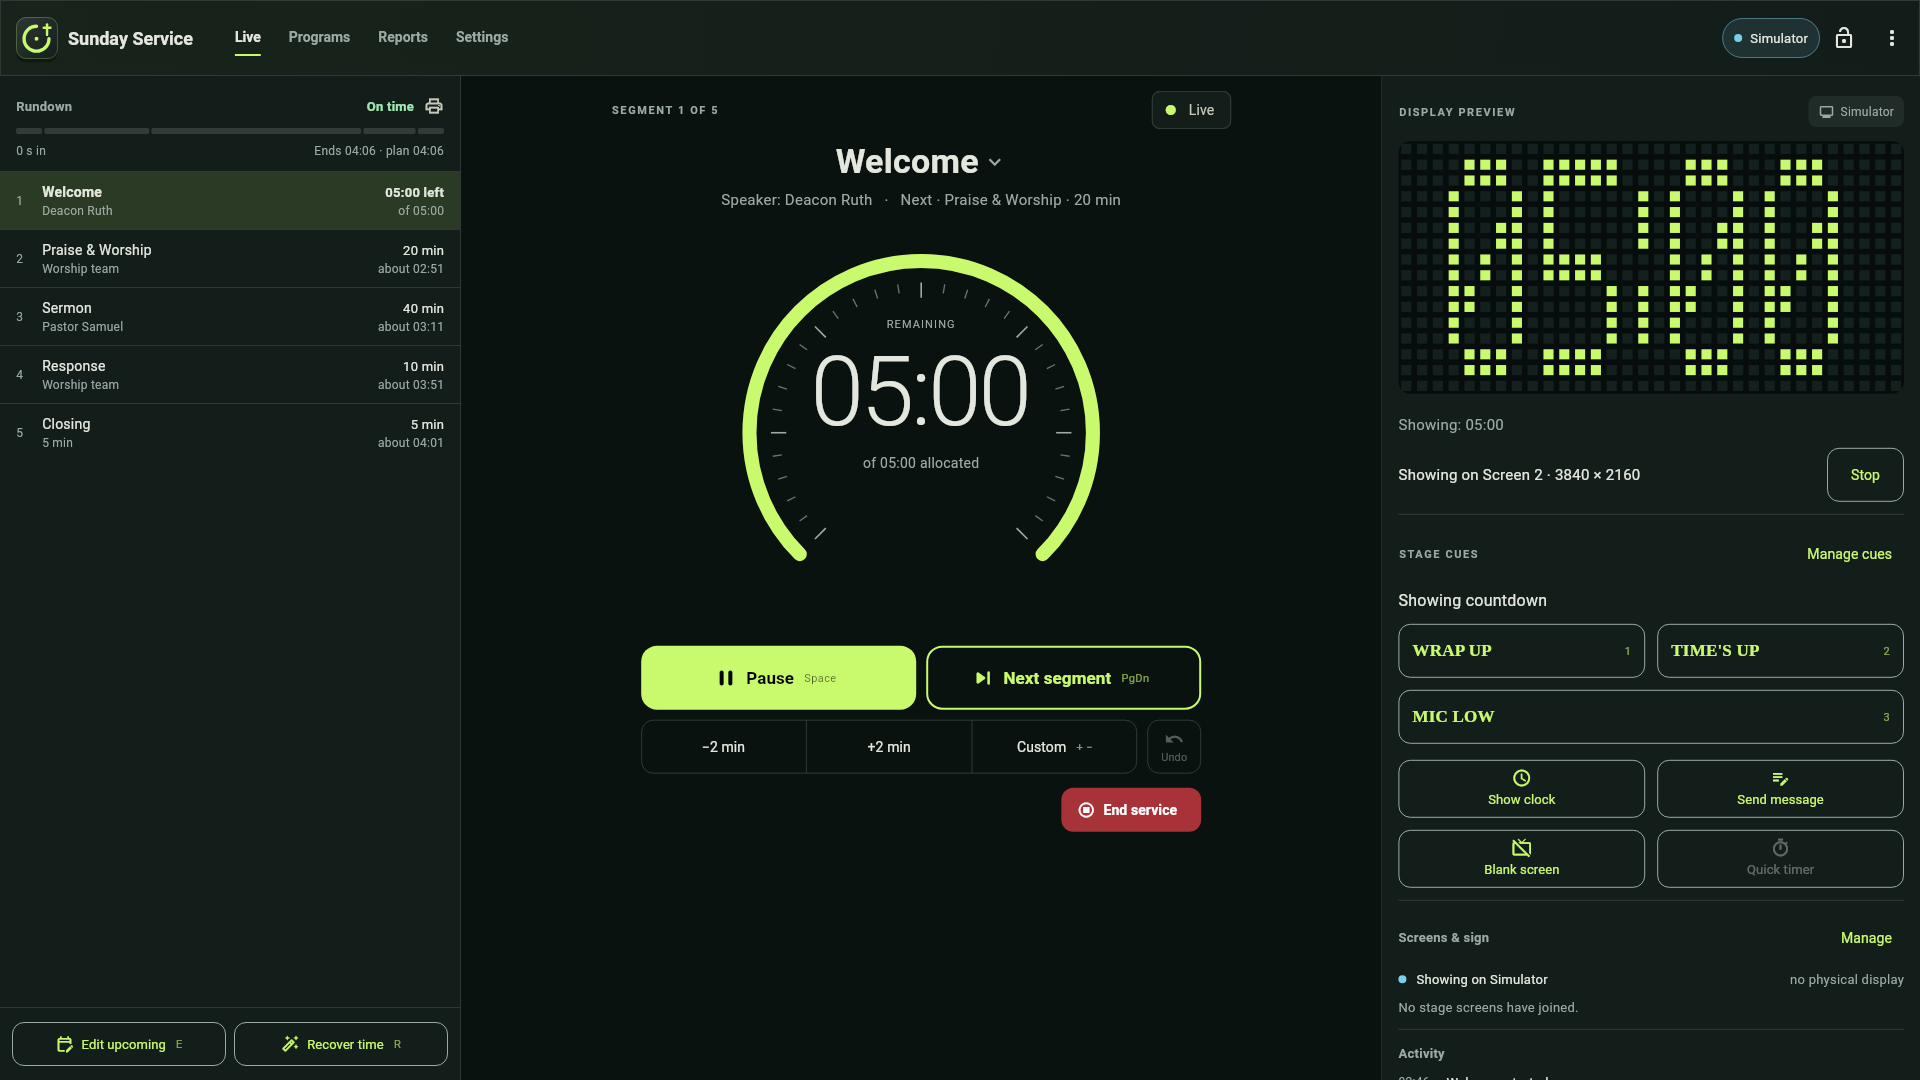 Sunday Service
Live
Programs
Reports
Settings
Simulator
Rundown
On time
0 s in
Ends 04:06 · plan 04:06
1
Welcome
05:00 left
Deacon Ruth
of 05:00
2
Praise & Worship
20 min
Worship team
about 02:51
3
Sermon
40 min
Pastor Samuel
about 03:11
4
Response
10 min
Worship team
about 03:51
5
Closing
5 min
5 min
about 04:01
Edit upcoming E
Recover time R
SEGMENT 1 OF 5
Live
Welcome
Speaker: Deacon Ruth · Next · Praise & Worship · 20 min
REMAINING
05:00
of 05:00 allocated
Pause Space
Next segment PgDn
−2 min
+2 min
Custom + −
Undo
End service
DISPLAY PREVIEW
Simulator
05:00
Showing: 05:00
Showing on Screen 2 · 3840 × 2160
Stop
STAGE CUES
Manage cues
Showing countdown
WRAP UP 1
TIME'S UP 2
MIC LOW 3
Show clock
Send message
Blank screen
Quick timer
Screens & sign
Manage
Showing on Simulator
no physical display
No stage screens have joined.
Activity